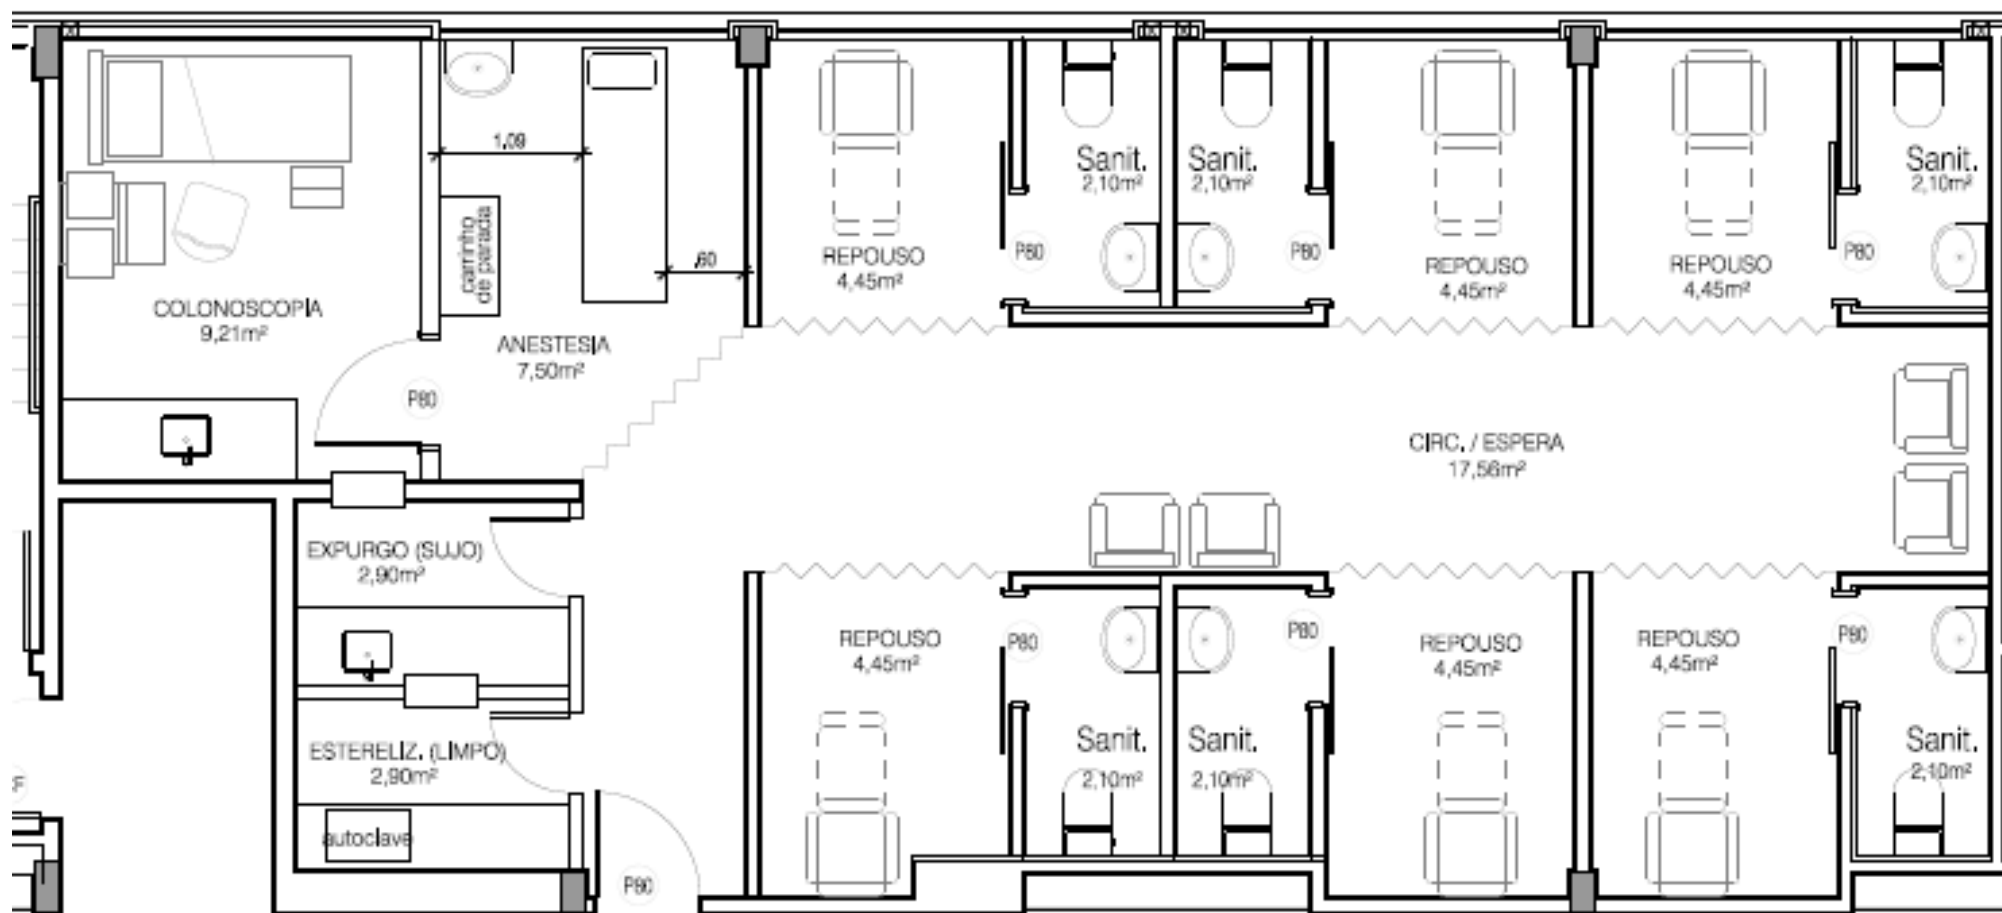 1,09
Sanit.
2,10m²
Sanit.
2,10m²
Sanit.
2,10m²
carrinho
de parada
,60
REPOUSO
4,45m²
P80
P80
REPOUSO
4,45m²
REPOUSO
4,45m²
P80
COLONOSCOPIA
9,21m²
ANESTESIA
7,50m²
P80
CIRC. / ESPERA
17,56m²
EXPURGO (SUJO)
2,90m²
REPOUSO
4,45m²
P80
P80
REPOUSO
4,45m²
REPOUSO
4,45m²
P80
ESTERELIZ. (LIMPO)
2,90m²
Sanit.
2,10m²
Sanit.
2,10m²
Sanit.
2,10m²
autoclave
P90